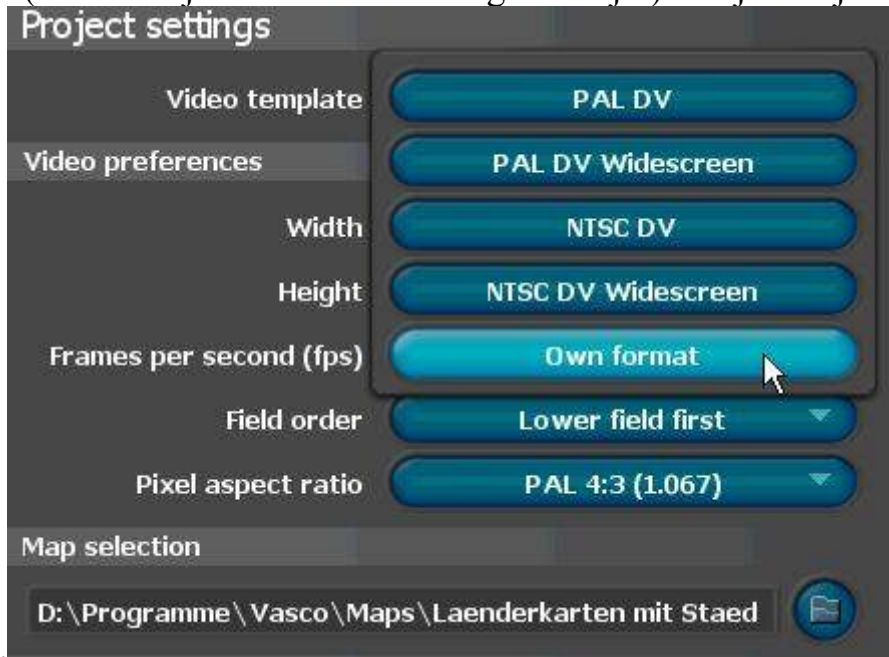 Project settings
Video template PAL DV
Video preferences PAL DV Widescreen
Width NTSC DV
Height NTSC DV Widescreen
Frames per second (fps) Own format
Field order Lower field first
Pixel aspect ratio PAL 4:3 (1.067)
Map selection
D:\Programme\Vasco\Maps\Laenderkarten mit Staed